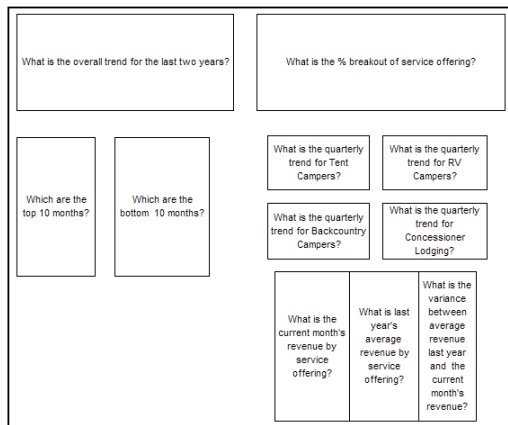 What is the overall trend for the last two years?
What is the % breakout of service offering?
Which are the
top 10 months?
Which are the
bottom  10 months?
What is the quarterly
trend for Tent
Campers?
What is the quarterly
trend for RV
Campers?
What is the quarterly
trend for Backcountry
Campers?
What is the quarterly
trend for
Concessioner
Lodging?
What is the
current month's
revenue by
service
offering?
What is last
year's
average
revenue by
service
offering?
What is the
variance
between
average
revenue
last year
and  the
current
month's
revenue?